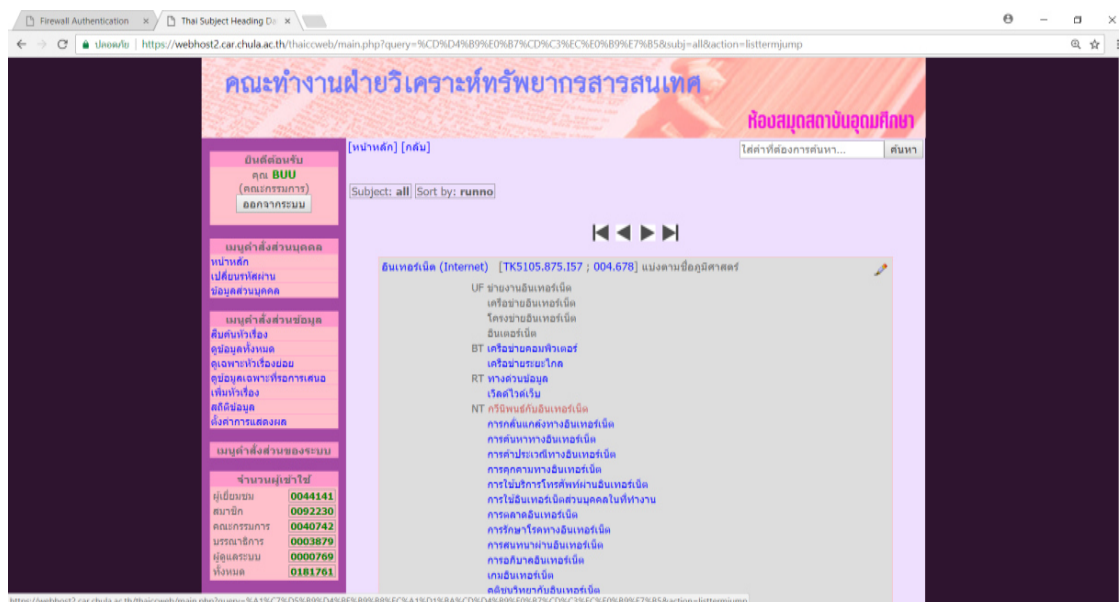 Firewall Authentication
Thai Subject Heading Da
ปลอดภัย | https://webhost2.car.chula.ac.th/thaiccweb/main.php?query=%CD%D4%B9%E0%B7%CD%C3%EC%E0%B9%E7%B5&subj=all&action=listtermjump
คณะทำงานฝ่ายวิเคราะห์ทรัพยากรสารสนเทศ
ห้องสมุดสถาบันอุดมศึกษา
[หน้าหลัก] [กลับ]
ใส่คำที่ต้องการค้นหา...
ค้นหา
ยินดีต้อนรับ
คุณ BUU
(คณะกรรมการ)
ออกจากระบบ
เมนูคำสั่งส่วนบุคคล
หน้าหลัก
เปลี่ยนรหัสผ่าน
ข้อมูลส่วนบุคคล
เมนูคำสั่งส่วนข้อมูล
สืบค้นหัวเรื่อง
ดูข้อมูลทั้งหมด
ดูเฉพาะหัวเรื่องย่อย
ดูข้อมูลเฉพาะที่รอการเสนอ
เพิ่มหัวเรื่อง
สถิติข้อมูล
ตั้งค่าการแสดงผล
เมนูคำสั่งส่วนของระบบ
จำนวนผู้เข้าใช้
ผู้เยี่ยมชม 0044141
สมาชิก 0092230
คณะกรรมการ 0040742
บรรณาธิการ 0003879
ผู้ดูแลระบบ 0000769
ทั้งหมด 0181761
Subject: all Sort by: runno
อินเทอร์เน็ต (Internet) [TK5105.875.I57 ; 004.678] แบ่งตามชื่อภูมิศาสตร์
UF ข่ายงานอินเทอร์เน็ต
เครือข่ายอินเทอร์เน็ต
โครงข่ายอินเทอร์เน็ต
อินเตอร์เน็ต
BT เครือข่ายคอมพิวเตอร์
เครือข่ายระยะไกล
RT ทางด่วนข้อมูล
เวิลด์ไวด์เว็บ
NT กวีนิพนธ์กับอินเทอร์เน็ต
การกลั่นแกล้งทางอินเทอร์เน็ต
การค้นหาทางอินเทอร์เน็ต
การค้าประเวณีทางอินเทอร์เน็ต
การคุกคามทางอินเทอร์เน็ต
การใช้บริการโทรศัพท์ผ่านอินเทอร์เน็ต
การใช้อินเทอร์เน็ตส่วนบุคคลในที่ทำงาน
การตลาดอินเทอร์เน็ต
การรักษาโรคทางอินเทอร์เน็ต
การสนทนาผ่านอินเทอร์เน็ต
การอภิบาลอินเทอร์เน็ต
เกมอินเทอร์เน็ต
คติชนวิทยากับอินเทอร์เน็ต